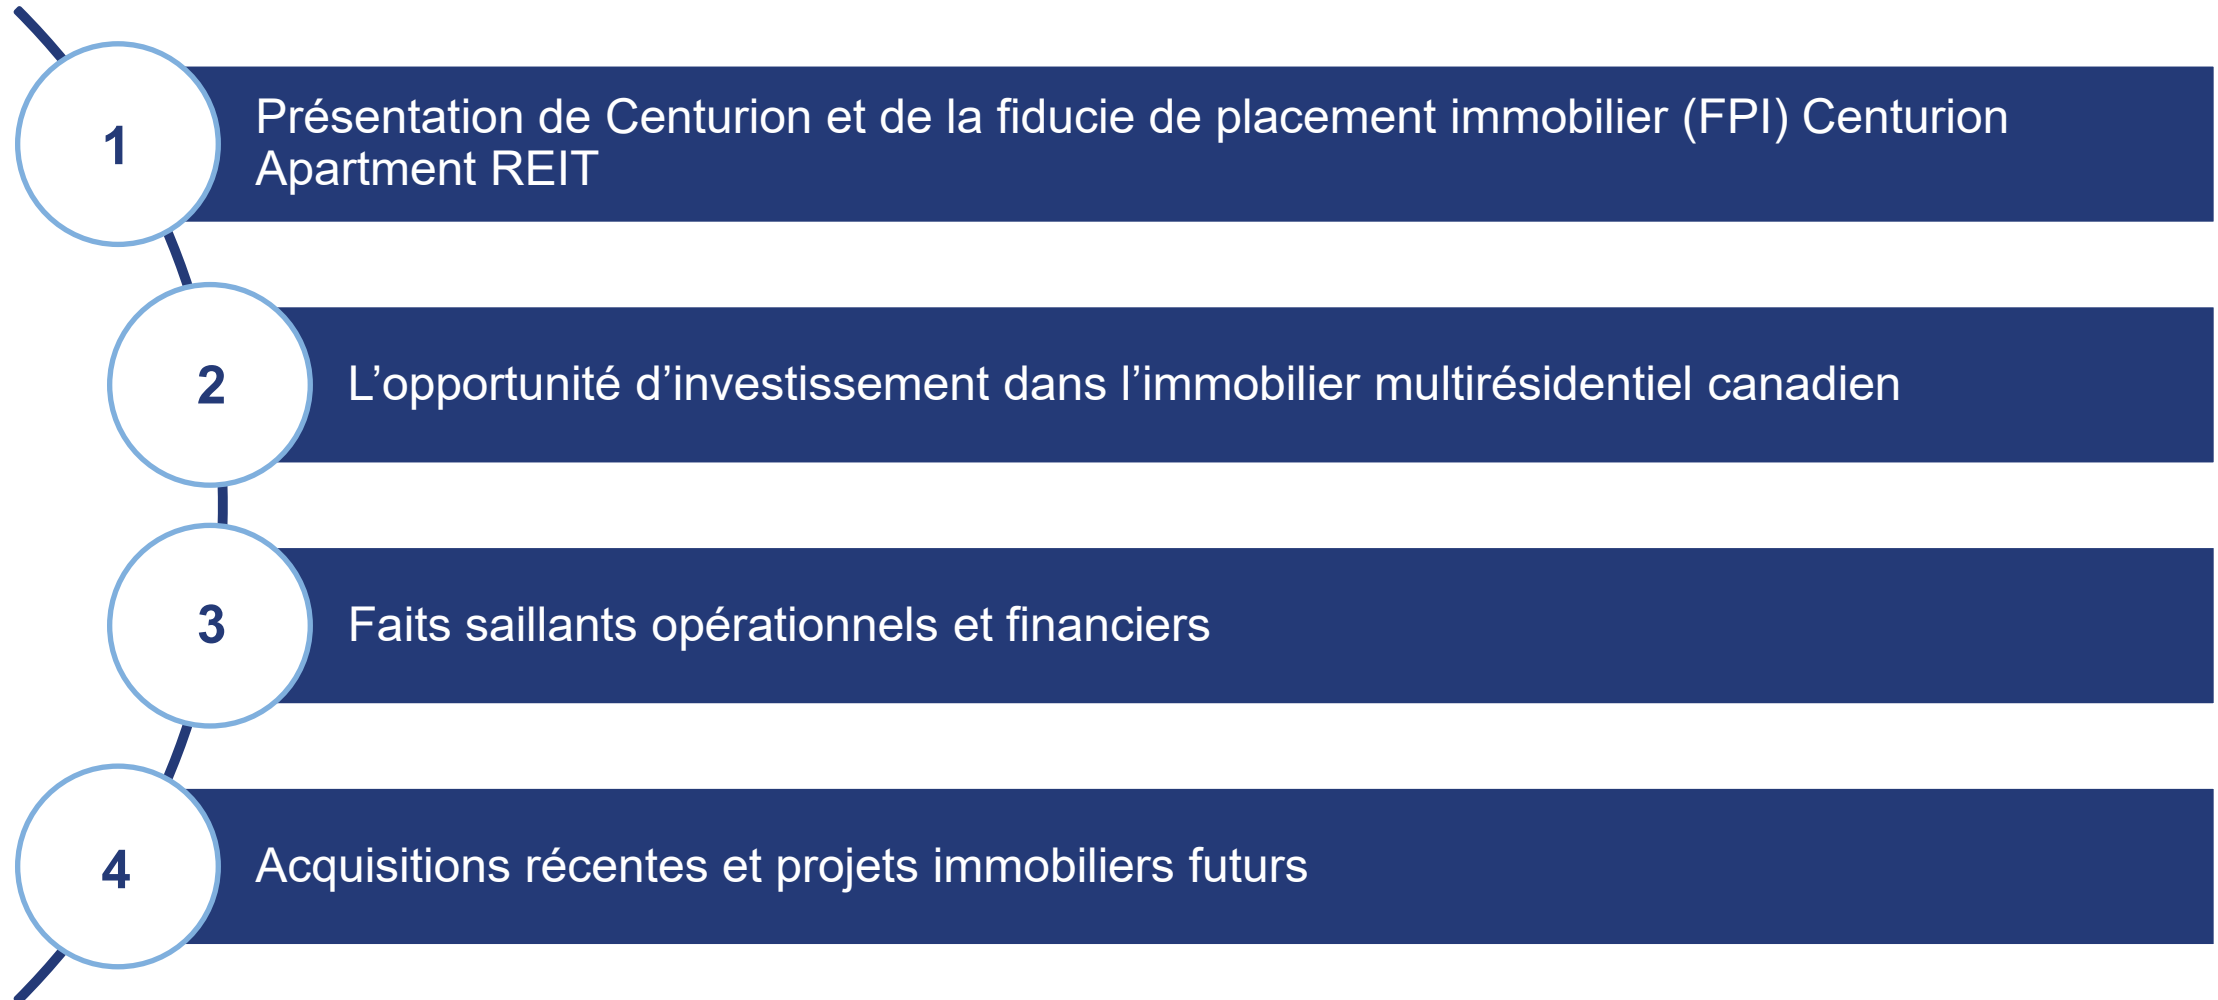 1
Présentation de Centurion et de la fiducie de placement immobilier (FPI) Centurion
Apartment REIT
2
L’opportunité d’investissement dans l’immobilier multirésidentiel canadien
3
Faits saillants opérationnels et financiers
4
Acquisitions récentes et projets immobiliers futurs